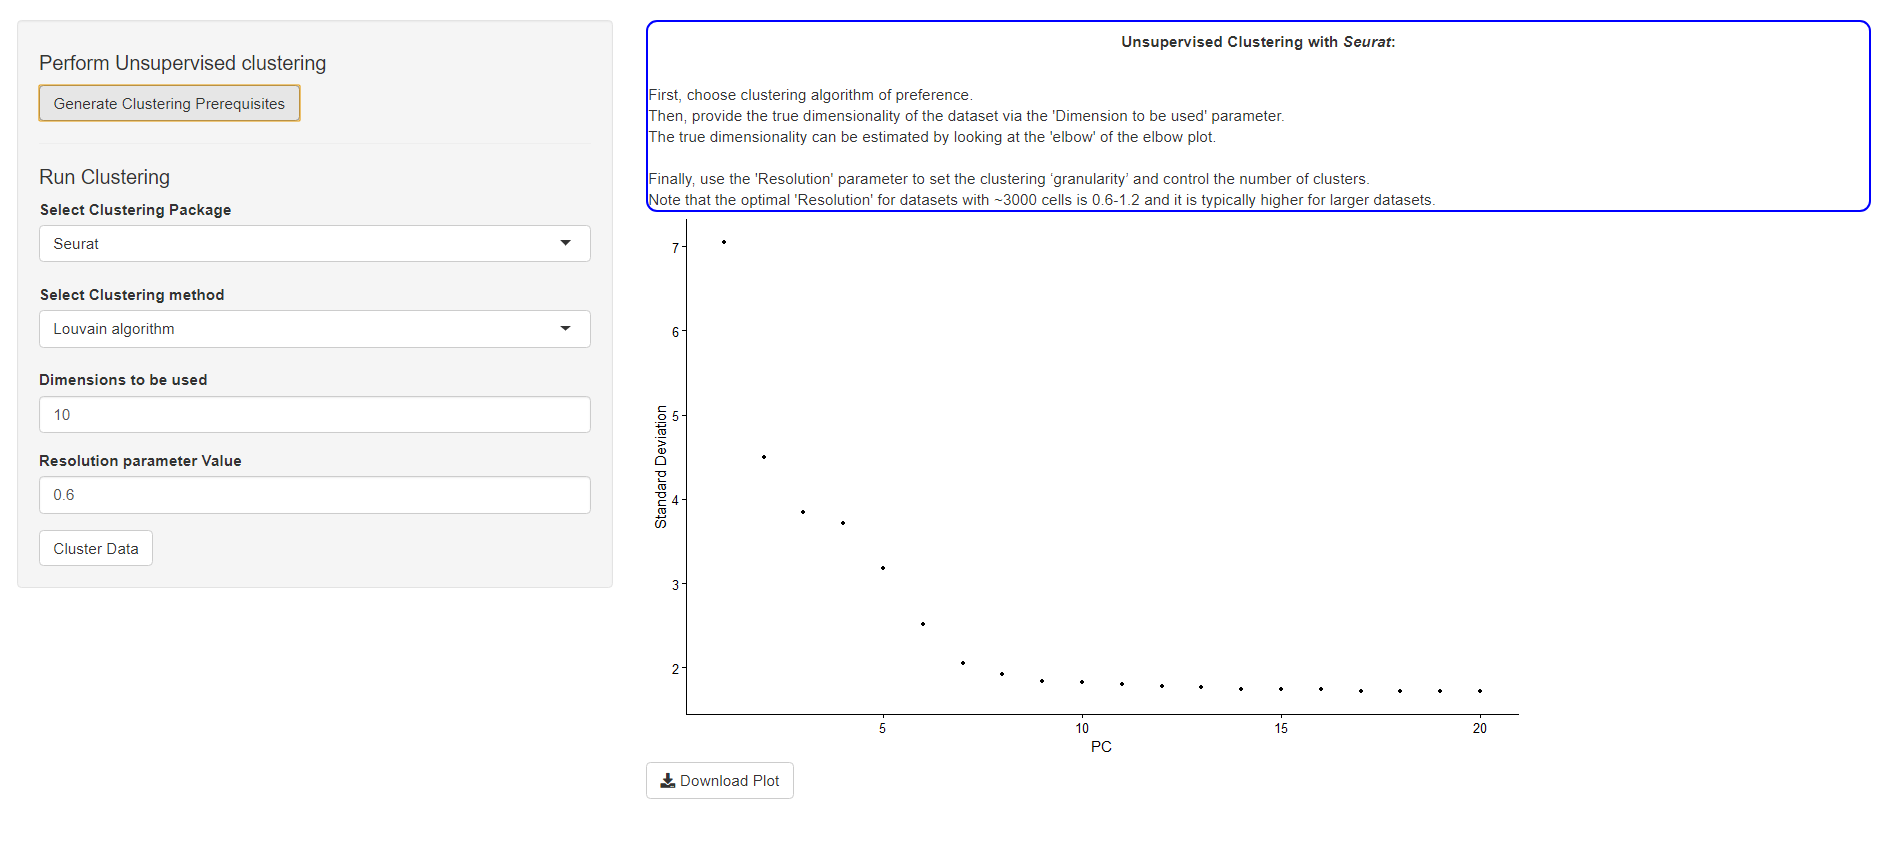 Perform Unsupervised clustering
Generate Clustering Prerequisites
Run Clustering
Select Clustering Package
Seurat
Select Clustering method
Louvain algorithm
Dimensions to be used
10
Resolution parameter Value
0.6
Cluster Data
Unsupervised Clustering with Seurat:
First, choose clustering algorithm of preference.
Then, provide the true dimensionality of the dataset via the 'Dimension to be used' parameter.
The true dimensionality can be estimated by looking at the 'elbow' of the elbow plot.
Finally, use the 'Resolution' parameter to set the clustering ‘granularity’ and control the number of clusters.
Note that the optimal 'Resolution' for datasets with ~3000 cells is 0.6-1.2 and it is typically higher for larger datasets.
7
6
5
4
3
2
Standard Deviation
5 10 15 20
PC
Download Plot